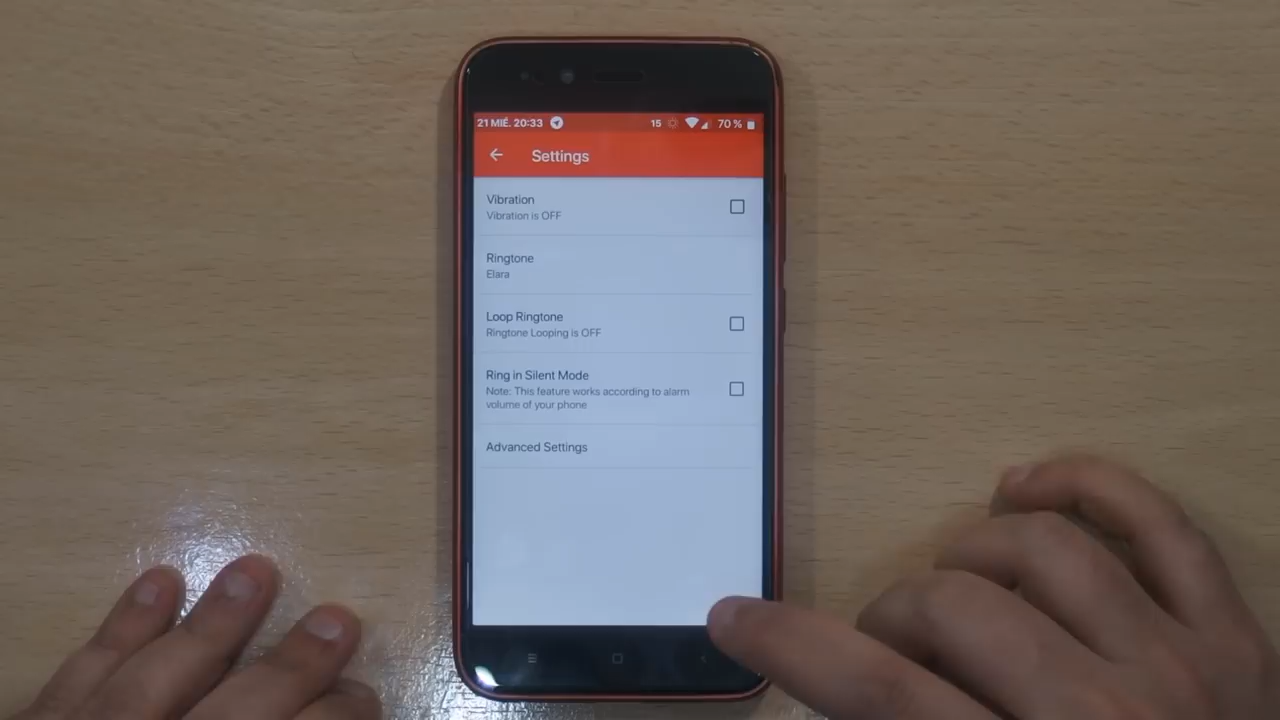 21 MIÉ. 20:33 15 70 %
Settings
Vibration
Vibration is OFF
Ringtone
Elara
Loop Ringtone
Ringtone Looping is OFF
Ring in Silent Mode
Note: This feature works according to alarm
volume of your phone
Advanced Settings